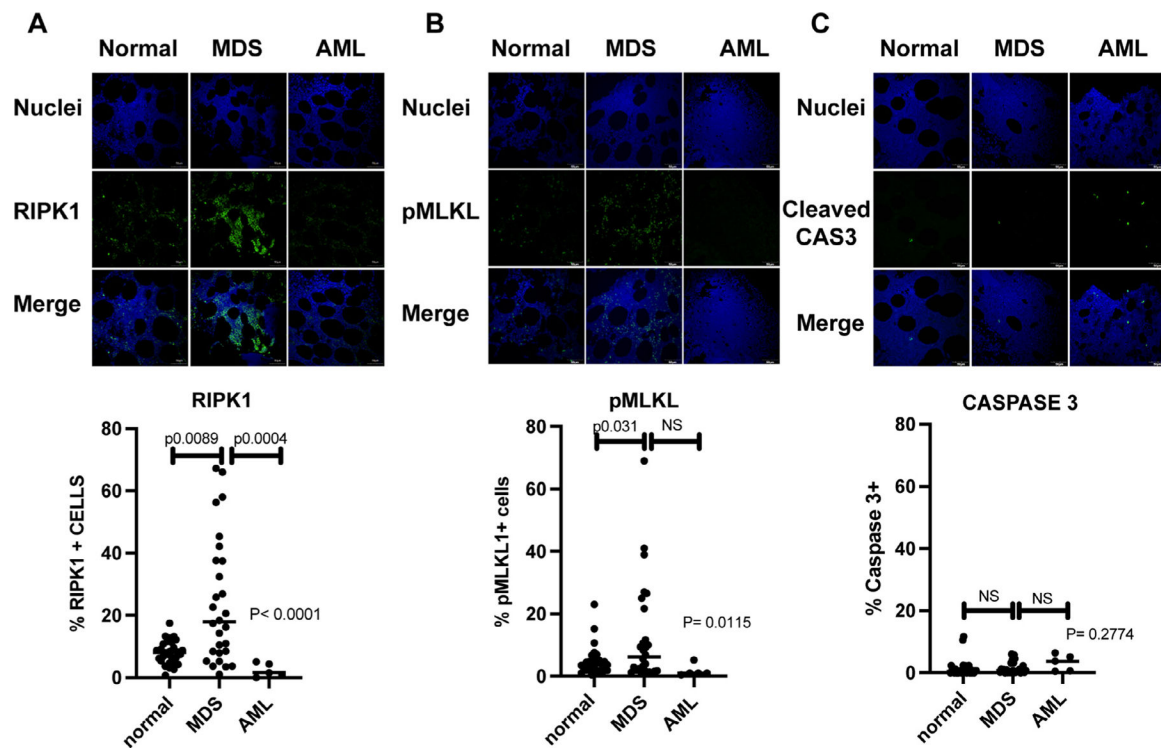 A
Normal MDS AML
Nuclei
RIPK1
Merge
RIPK1
p0.0089 p0.0004
% RIPK1 + CELLS
80
60
40
20
0
P< 0.0001
normal
MDS
AML
B
Normal MDS AML
Nuclei
pMLKL
Merge
pMLKL
p0.031 NS
% pMLKL1+ cells
80
60
40
20
0
P= 0.0115
normal
MDS
AML
C
Normal MDS AML
Nuclei
Cleaved
CAS3
Merge
CASPASE 3
% Caspase 3+
80
60
40
20
0
NS NS
P= 0.2774
normal
MDS
AML